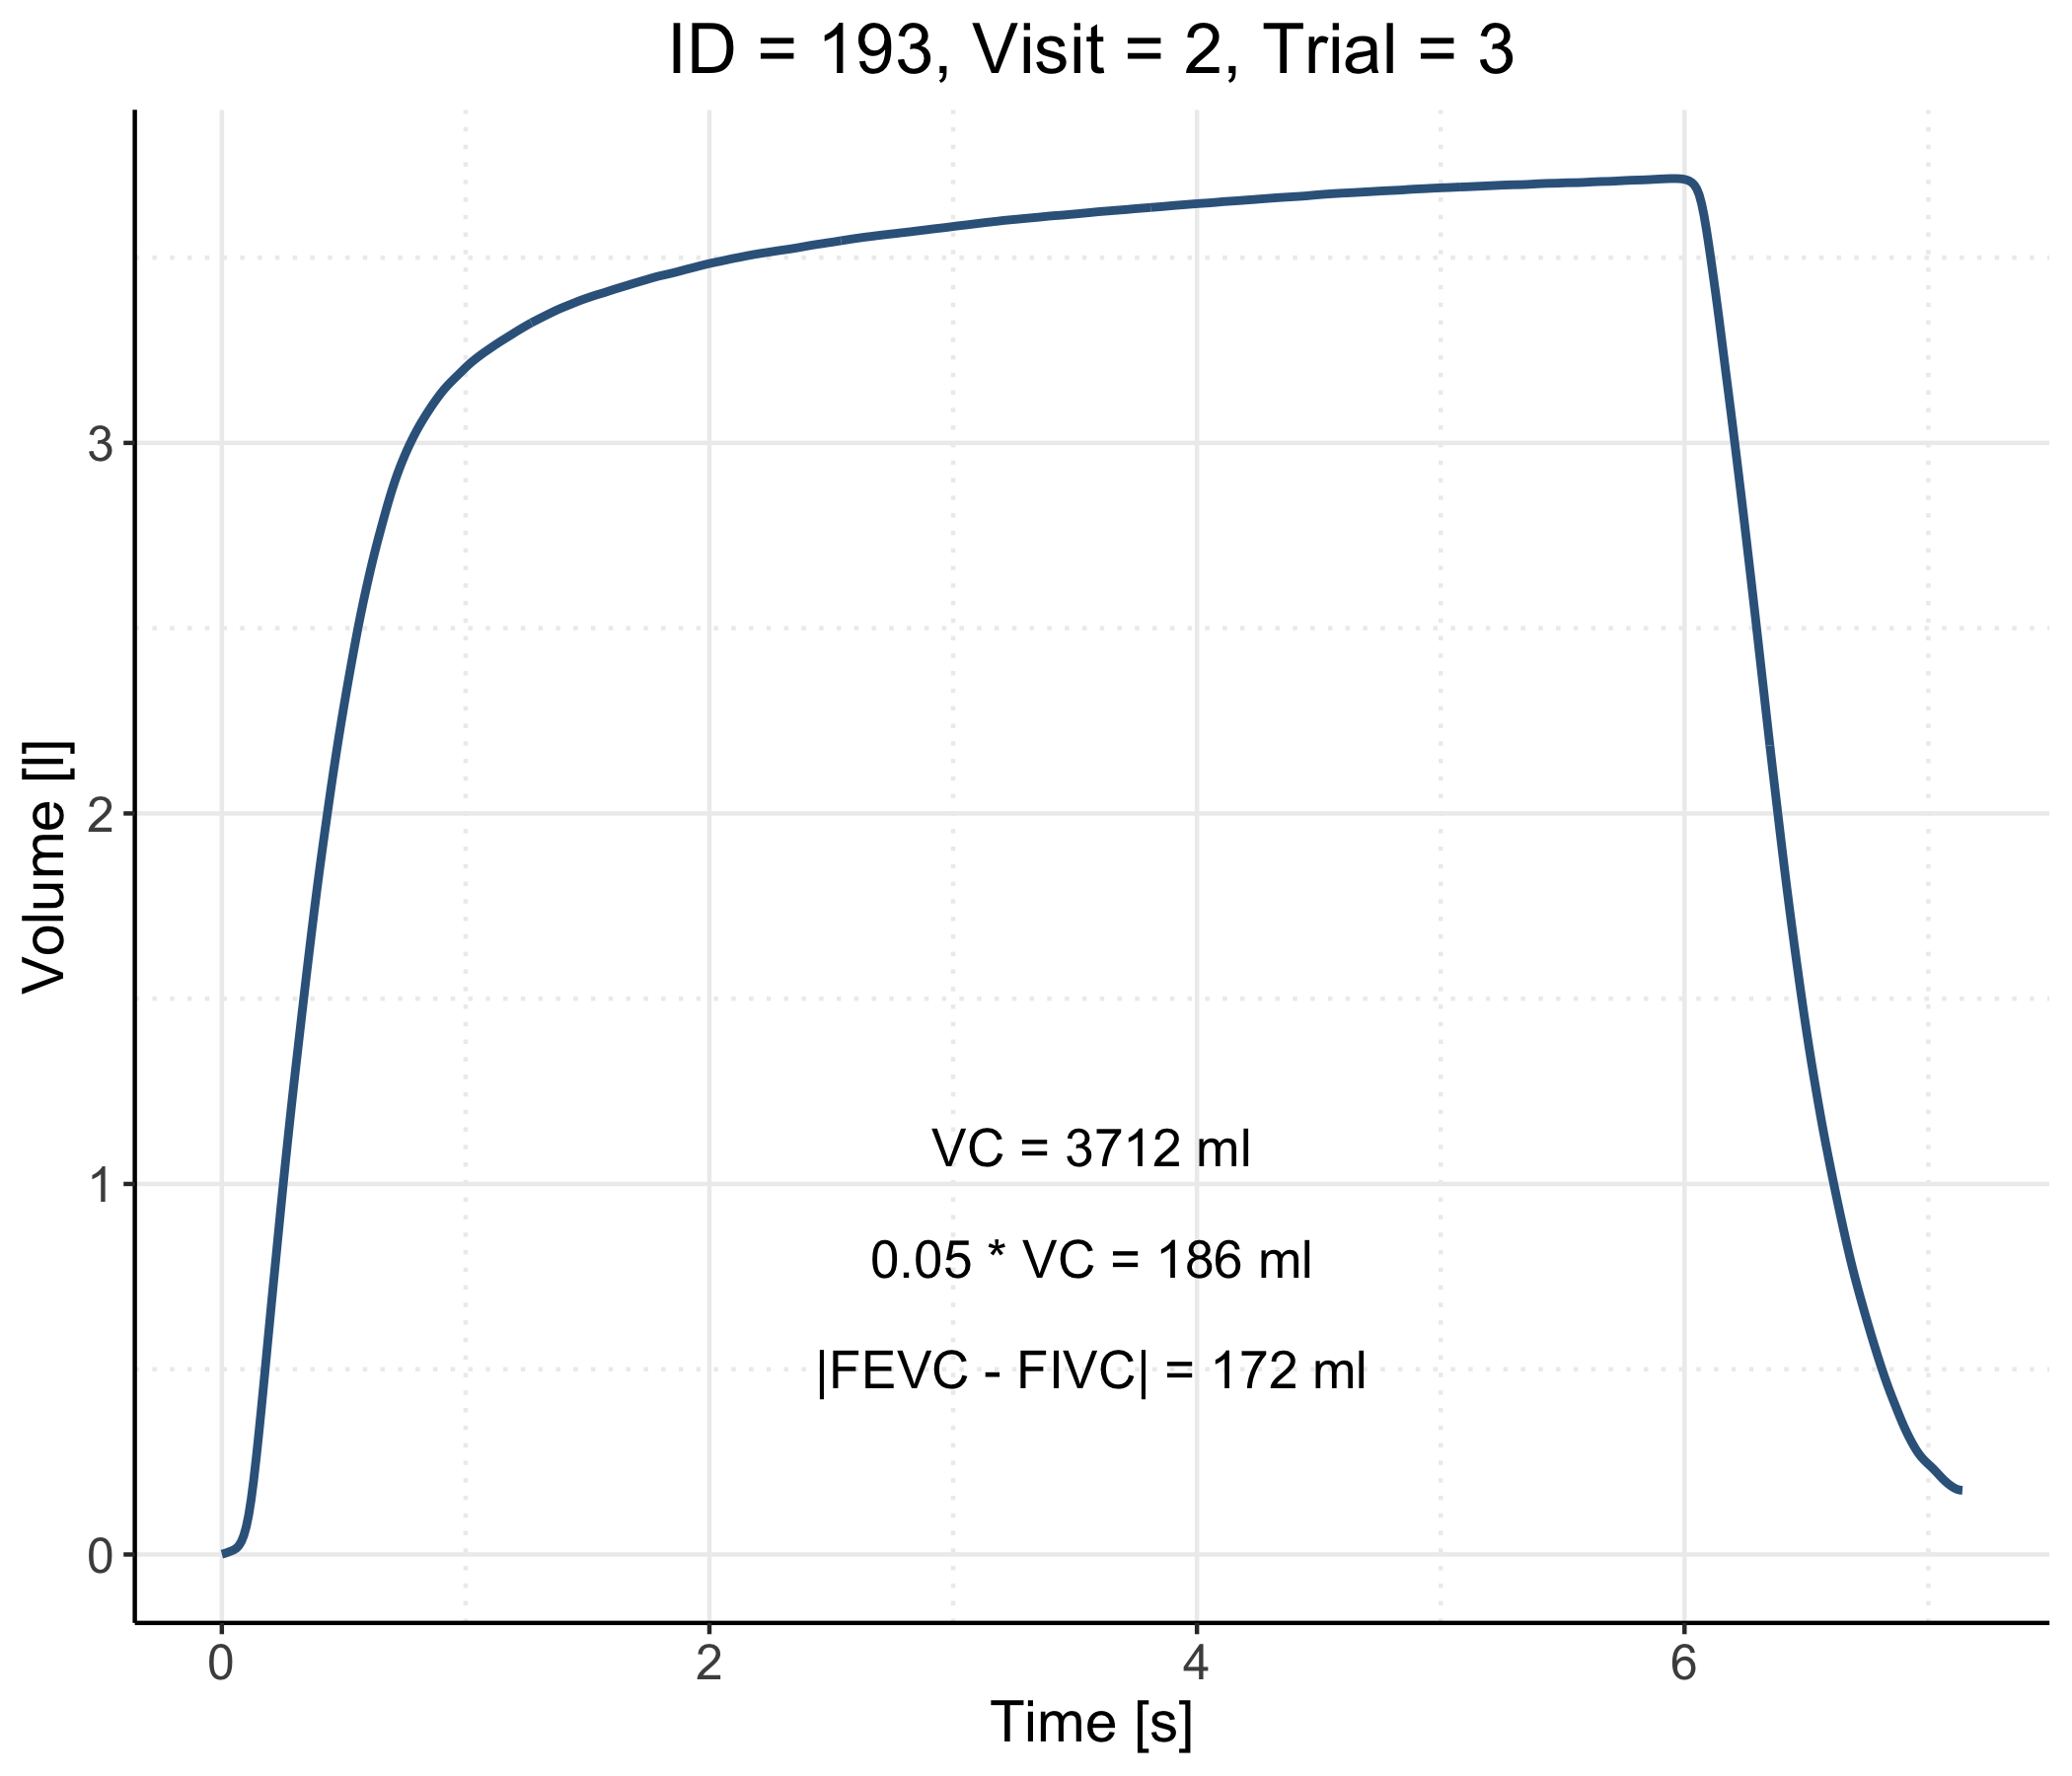 ID = 193, Visit = 2, Trial = 3
Volume [l]
3
2
1
0
VC = 3712 ml
0.05 * VC = 186 ml
|FEVC - FIVC| = 172 ml
0 2 4 6
Time [s]